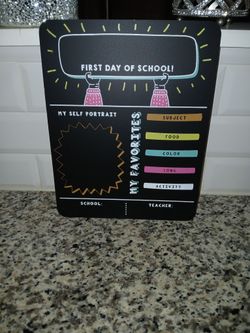 FIRST DAY OF SCHOOL!
MY SELF PORTRAIT
MY FAVORITES
SUBJECT
FOOD
COLOR
SONG
ACTIVITY
SCHOOL:
TEACHER: